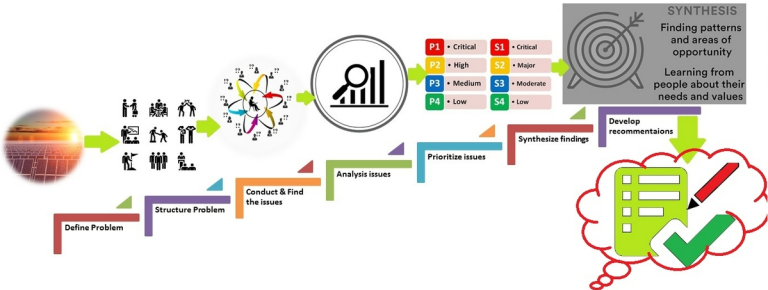 SYNTHESIS
Finding patterns
and areas of
opportunity
Learning from
people about their
needs and values
P1 • Critical
P2 • High
P3 • Medium
P4 • Low
S1 • Critical
S2 • Major
S3 • Moderate
S4 • Low
Define Problem
Structure Problem
Conduct & Find
the issues
Analysis issues
Prioritize issues
Synthesize findings
Develop
recommentaions